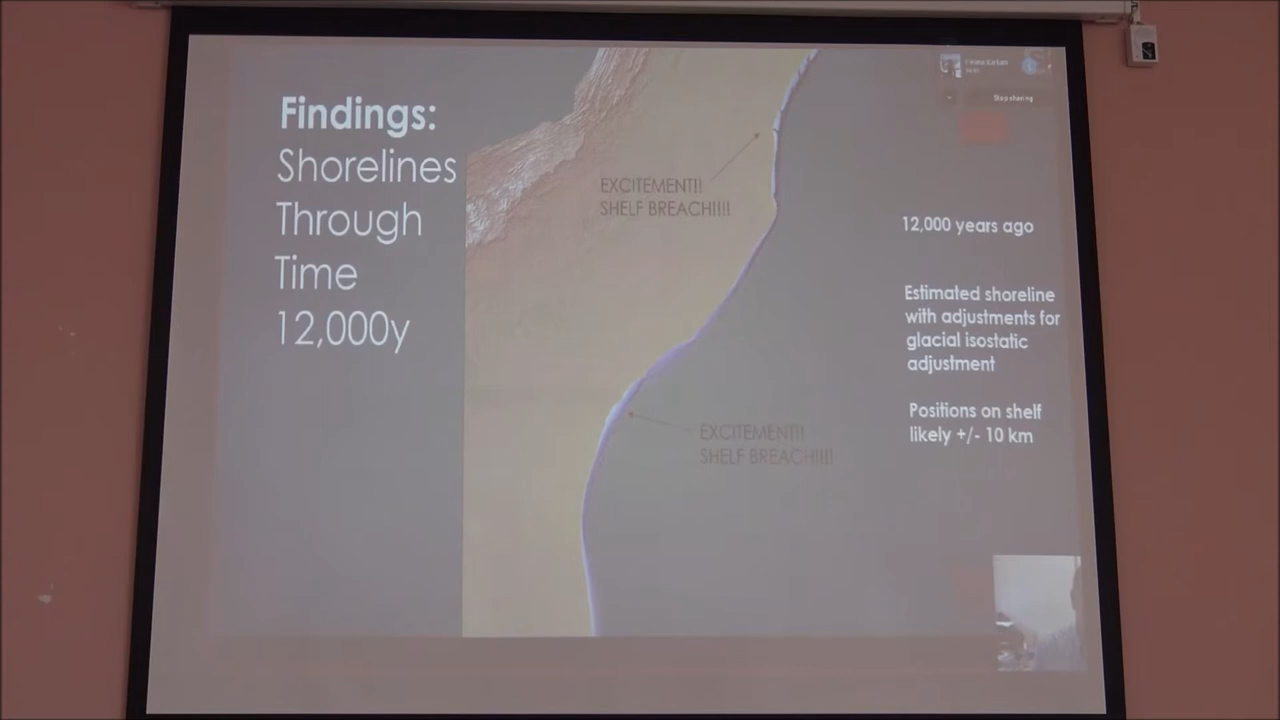 Findings:
Shorelines
Through
Time
12,000y
EXCITEMENT!!
SHELF BREACH!!!!
EXCITEMENT!!
SHELF BREACH!!!!
Stop sharing
12,000 years ago
Estimated shoreline
with adjustments for
glacial isostatic
adjustment
Positions on shelf
likely +/- 10 km